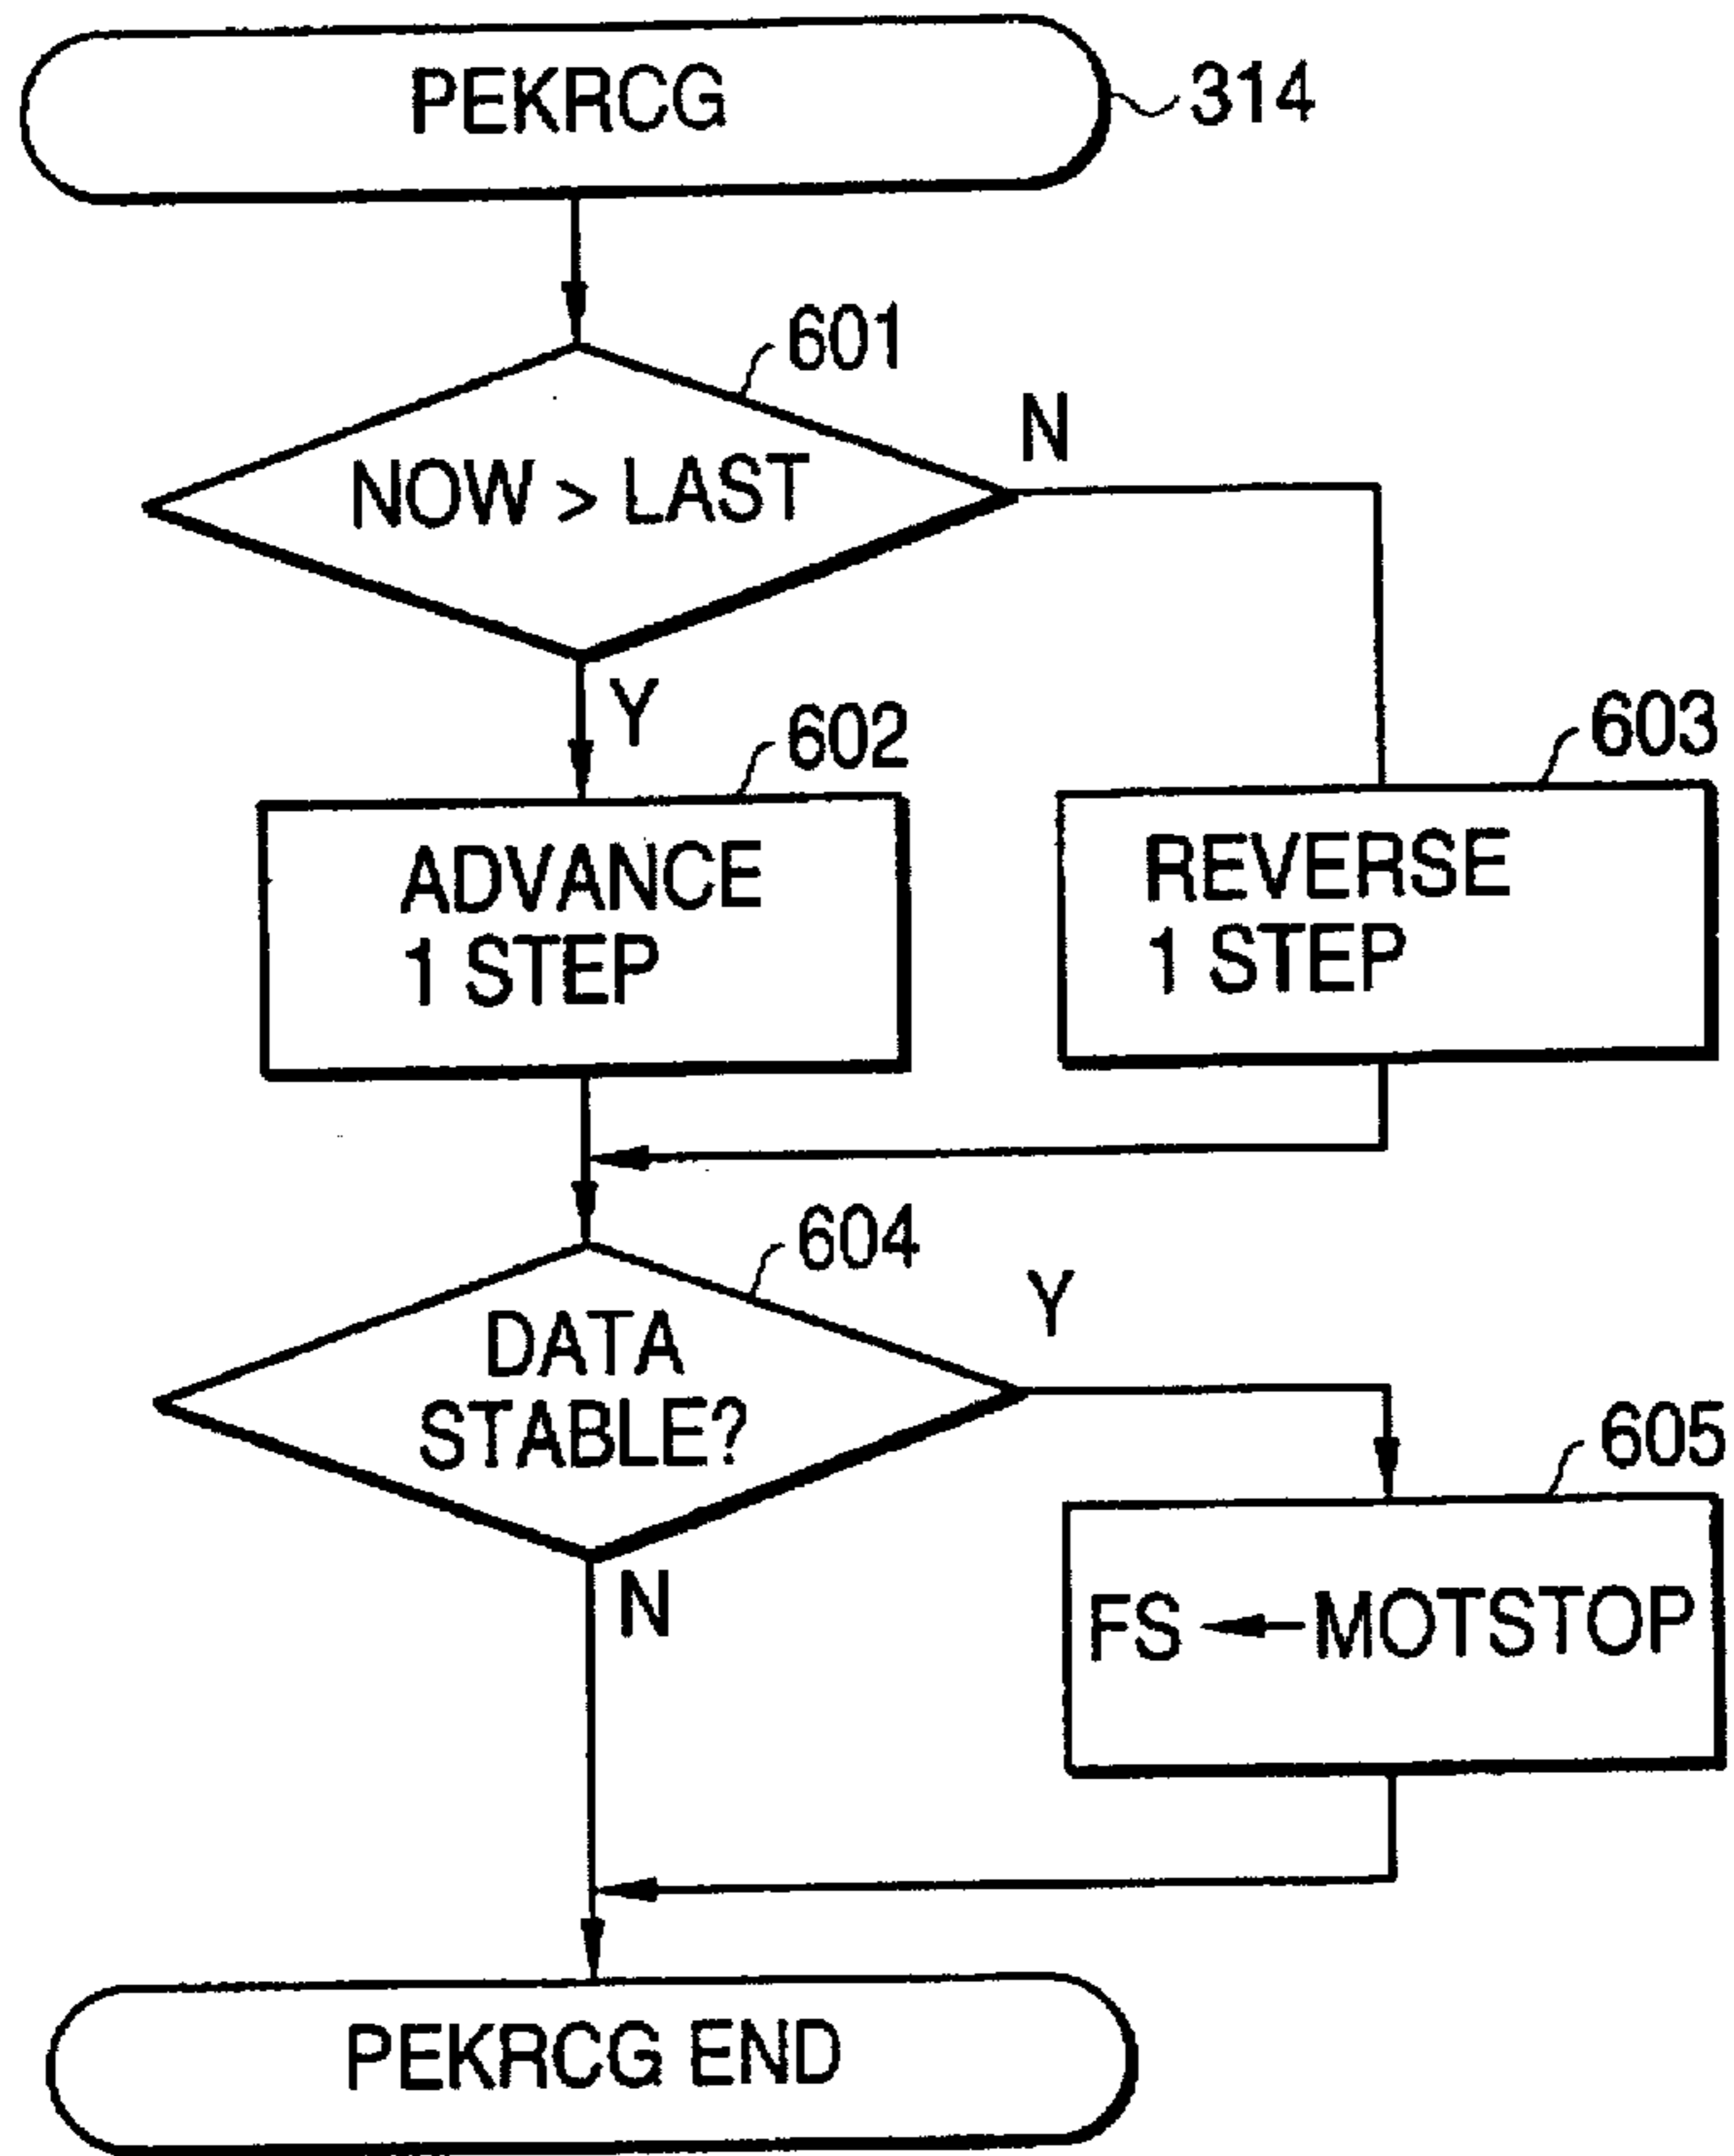 PEKRCG
314
601
NOW > LAST
N
Y
602
603
ADVANCE
1 STEP
REVERSE
1 STEP
604
DATA
STABLE?
Y
605
N
FS ← MOTSTOP
PEKRCG END